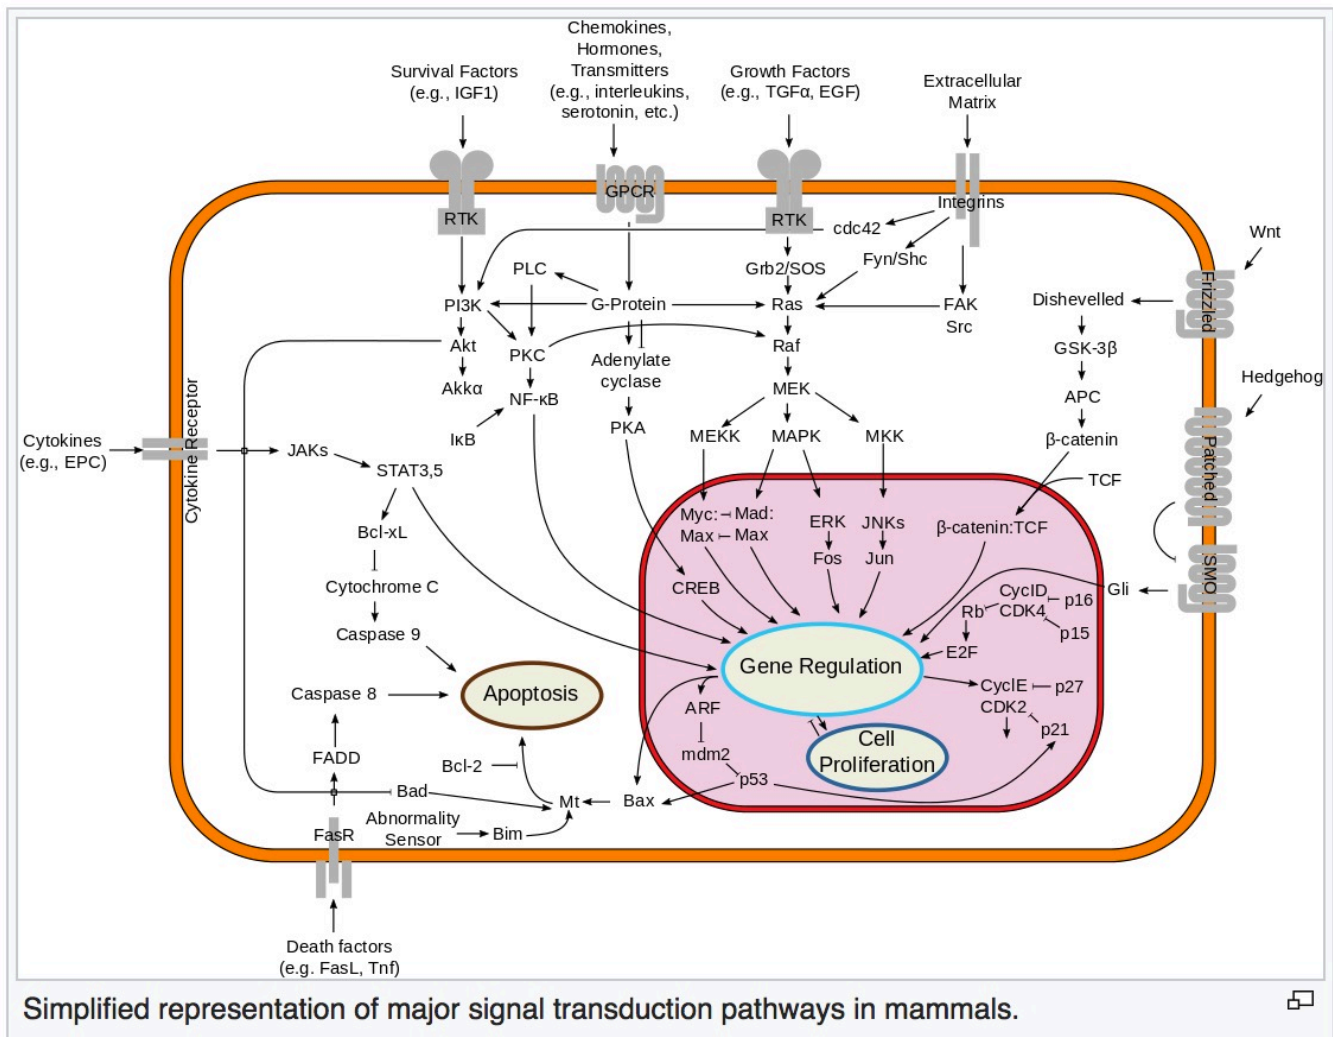 Chemokines,
Hormones,
Transmitters
(e.g., interleukins,
serotonin, etc.)
Survival Factors
(e.g., IGF1)
Growth Factors
(e.g., TGFα, EGF)
Extracellular
Matrix
RTK
GPCR
RTK
Integrins
cdc42
Wnt
Frizzled
PLC
Grb2/SOS
Fyn/Shc
PI3K
G-Protein
Ras
FAK
Src
Dishevelled
Akt
PKC
Adenylate
cyclase
Raf
GSK-3β
Akkα
NF-κB
MEK
APC
Hedgehog
Patched
IκB
PKA
MEKK
MAPK
MKK
β-catenin
TCF
Cytokines
(e.g., EPC)
Cytokine Receptor
JAKs
STAT3,5
Bcl-xL
Cytochrome C
Caspase 9
Myc:
Max
Mad:
Max
ERK
Fos
JNKs
Jun
β-catenin:TCF
CREB
SMO
Gli
CycID
CDK4
p16
p15
Rb
E2F
Gene Regulation
CyclE
CDK2
p27
p21
Caspase 8
Apoptosis
ARF
mdm2
p53
Cell
Proliferation
FADD
Bcl-2
Bad
Mt
Bax
Abnormality
Sensor
Bim
FasR
Death factors
(e.g. FasL, Tnf)
Simplified representation of major signal transduction pathways in mammals.